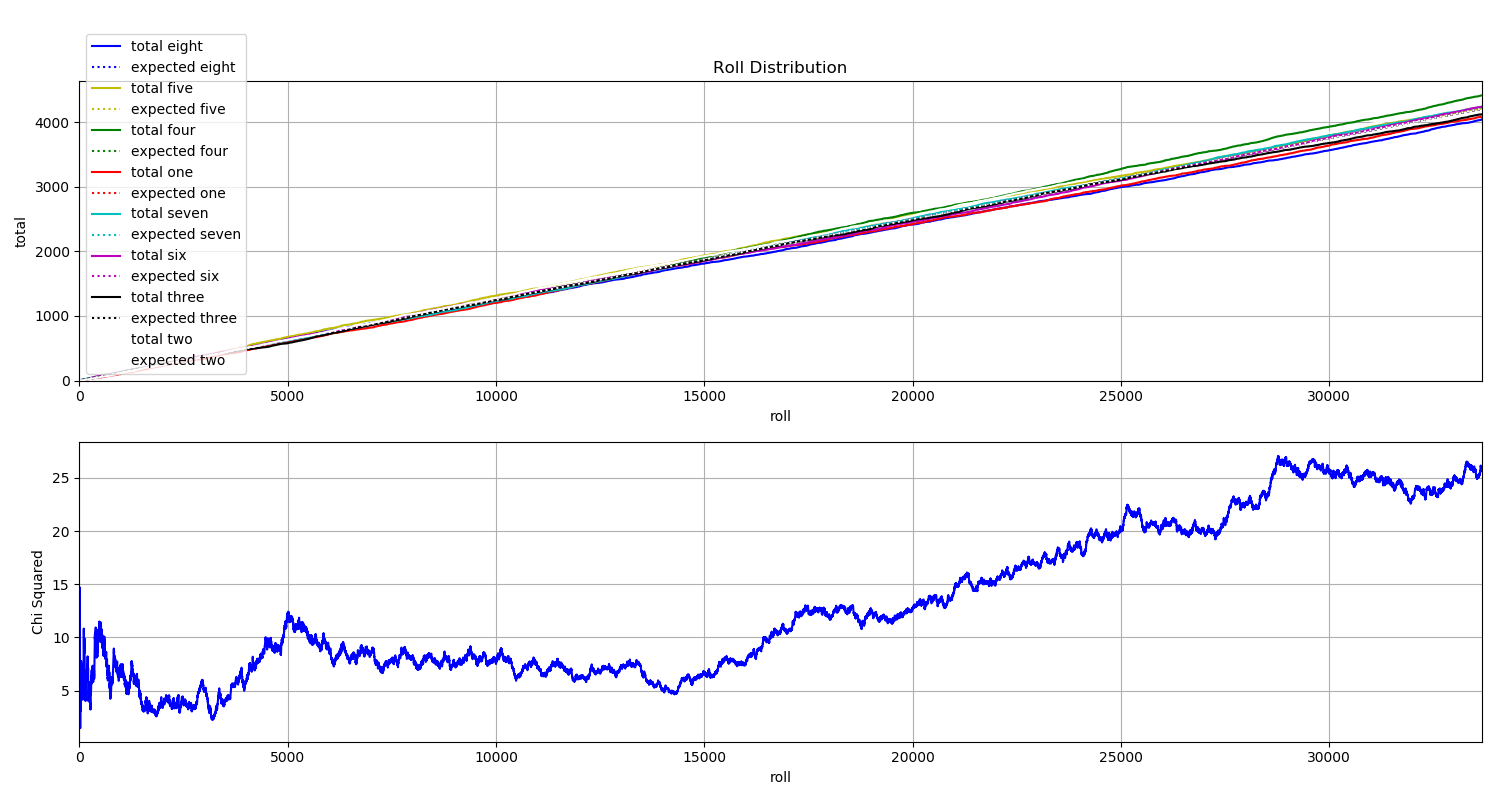 total eight
expected eight
total five
expected five
total four
expected four
total one
expected one
total seven
expected seven
total six
expected six
total three
expected three
total two
expected two
Roll Distribution
4000
3000
2000
1000
0
total
0 5000 10000 15000 20000 25000 30000
roll
25
20
15
10
5
Chi Squared
0 5000 10000 15000 20000 25000 30000
roll